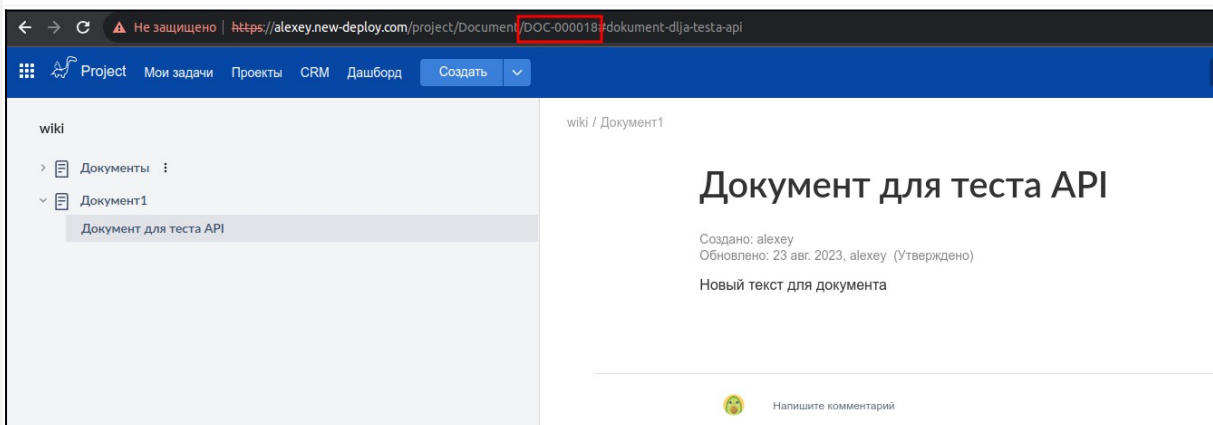 Не защищено | https://alexey.new-deploy.com/project/Document/DOC-000018#dokument-dlja-testa-api
Project Мои задачи Проекты CRM Дашборд Создать
wiki
Документы
Документ1
Документ для теста API
wiki / Документ1
Документ для теста API
Создано: alexey
Обновлено: 23 авг. 2023, alexey (Утверждено)
Новый текст для документа
Напишите комментарий